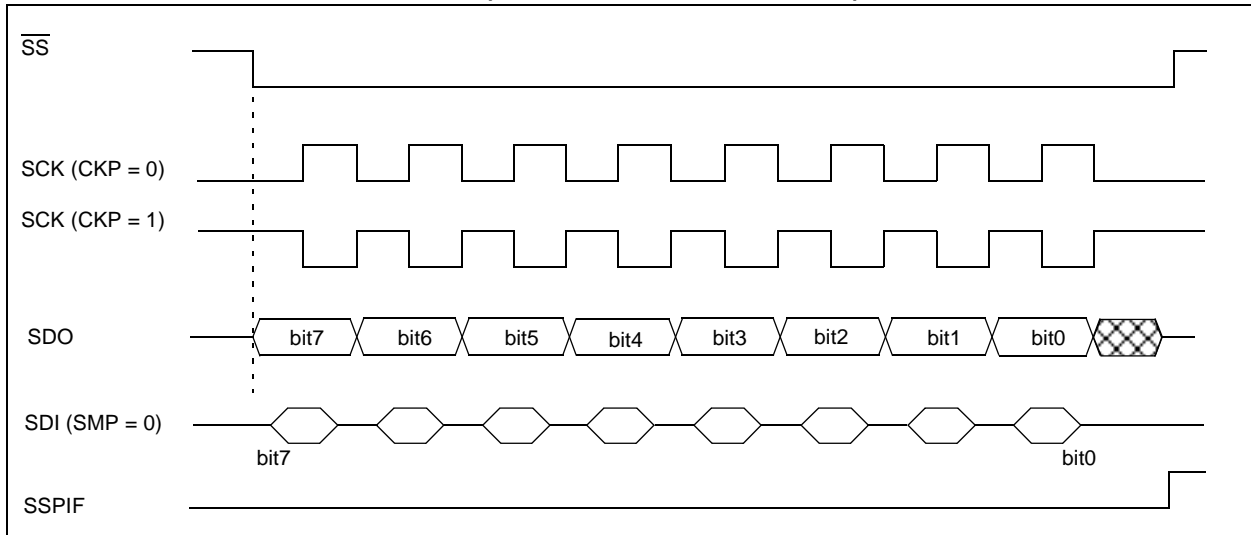 SS
SCK (CKP = 0)
SCK (CKP = 1)
SDO bit7 bit6 bit5 bit4 bit3 bit2 bit1 bit0
SDI (SMP = 0)
bit7 bit0
SSPIF